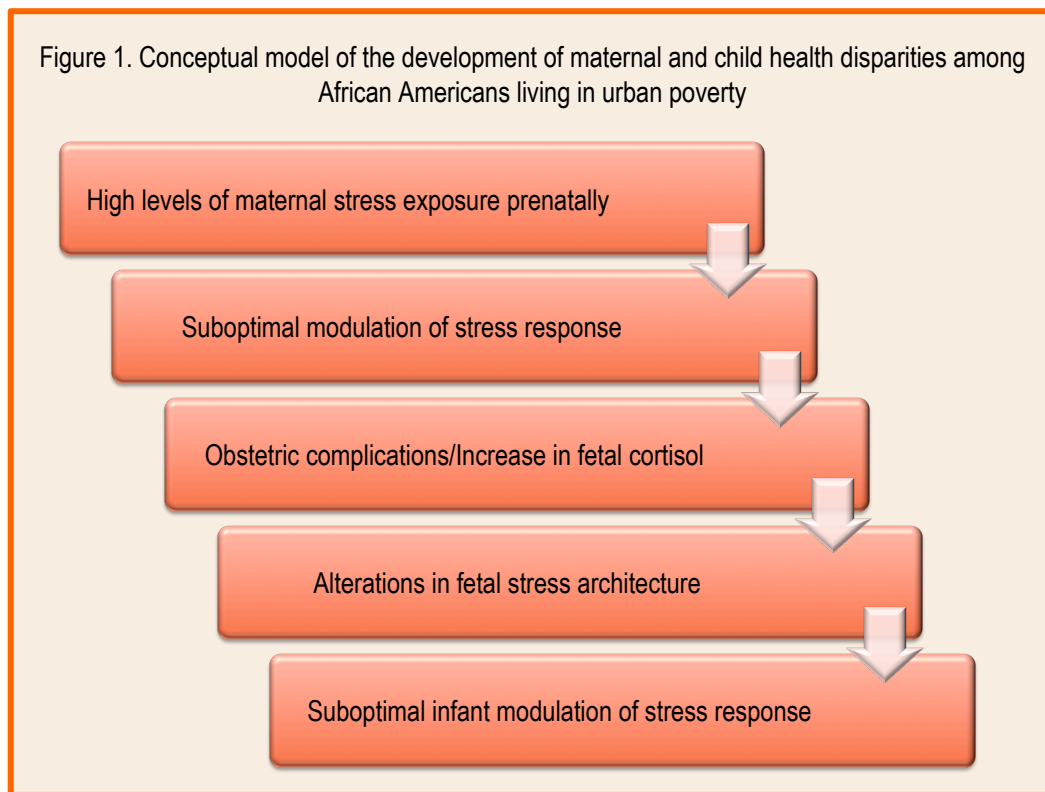 Figure 1. Conceptual model of the development of maternal and child health disparities among
African Americans living in urban poverty
High levels of maternal stress exposure prenatally
Suboptimal modulation of stress response
Obstetric complications/Increase in fetal cortisol
Alterations in fetal stress architecture
Suboptimal infant modulation of stress response